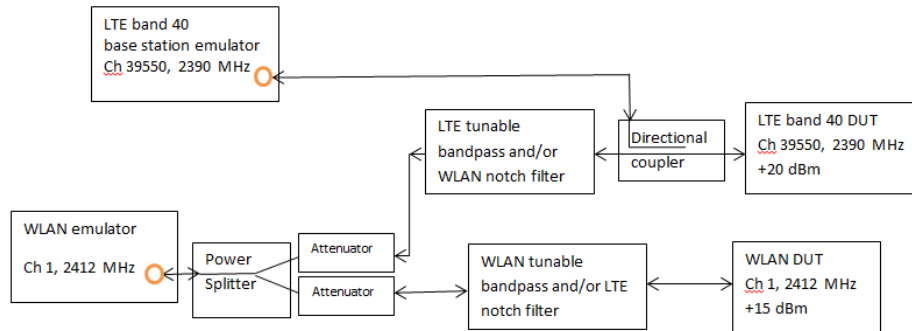 LTE band 40
base station emulator
Ch 39550, 2390 MHz
LTE tunable
bandpass and/or
WLAN notch filter
Directional
coupler
LTE band 40 DUT
Ch 39550, 2390 MHz
+20 dBm
WLAN emulator
Ch 1, 2412 MHz
Power
Splitter
Attenuator
Attenuator
WLAN tunable
bandpass and/or LTE
notch filter
WLAN DUT
Ch 1, 2412 MHz
+15 dBm